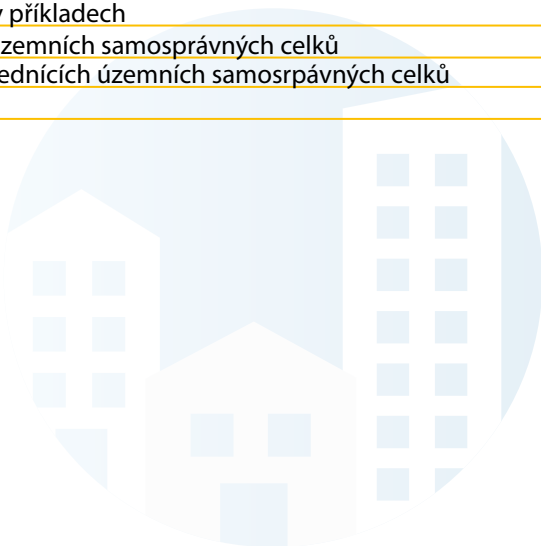 v příkladech
zemních samosprávných celků
ednících územních samosrpávných celků